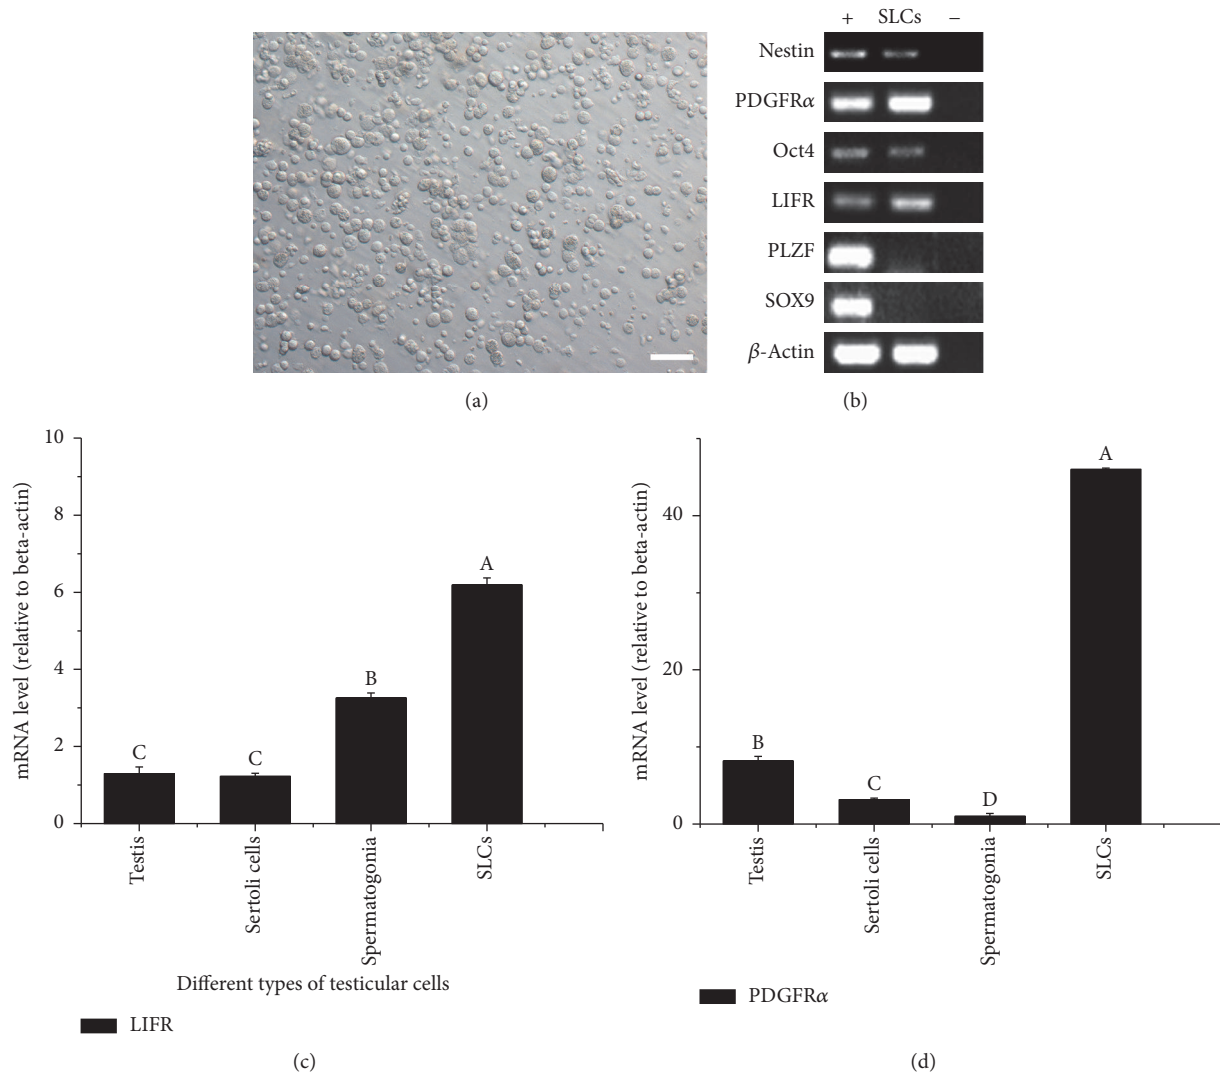 + SLCs −
Nestin
PDGFRα
Oct4
LIFR
PLZF
SOX9
β-Actin
(a)
(b)
10
8
6
4
2
0
mRNA level (relative to beta-actin)
C
C
B
A
Testis
Sertoli cells
Spermatogonia
SLCs
Different types of testicular cells
LIFR
(c)
40
20
0
mRNA level (relative to beta-actin)
B
C
D
A
Testis
Sertoli cells
Spermatogonia
SLCs
PDGFRα
(d)